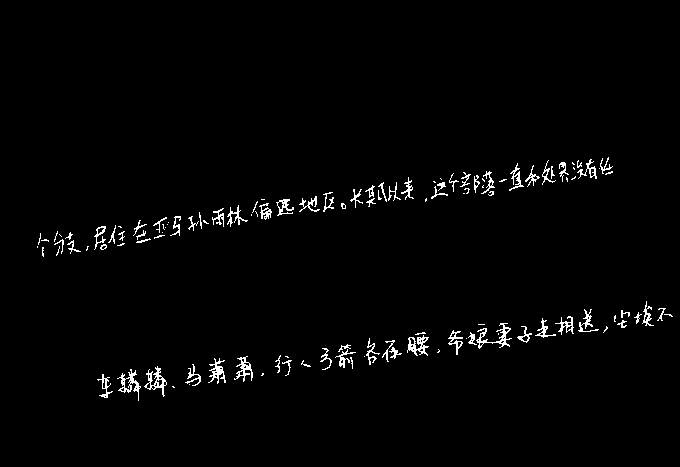 个分支,居住在亚马孙雨林偏远地区。长期以来,这个部落一直和外界没有任
车辚辚、马萧萧,行人弓箭各在腰,爷娘妻子走相送,尘埃不